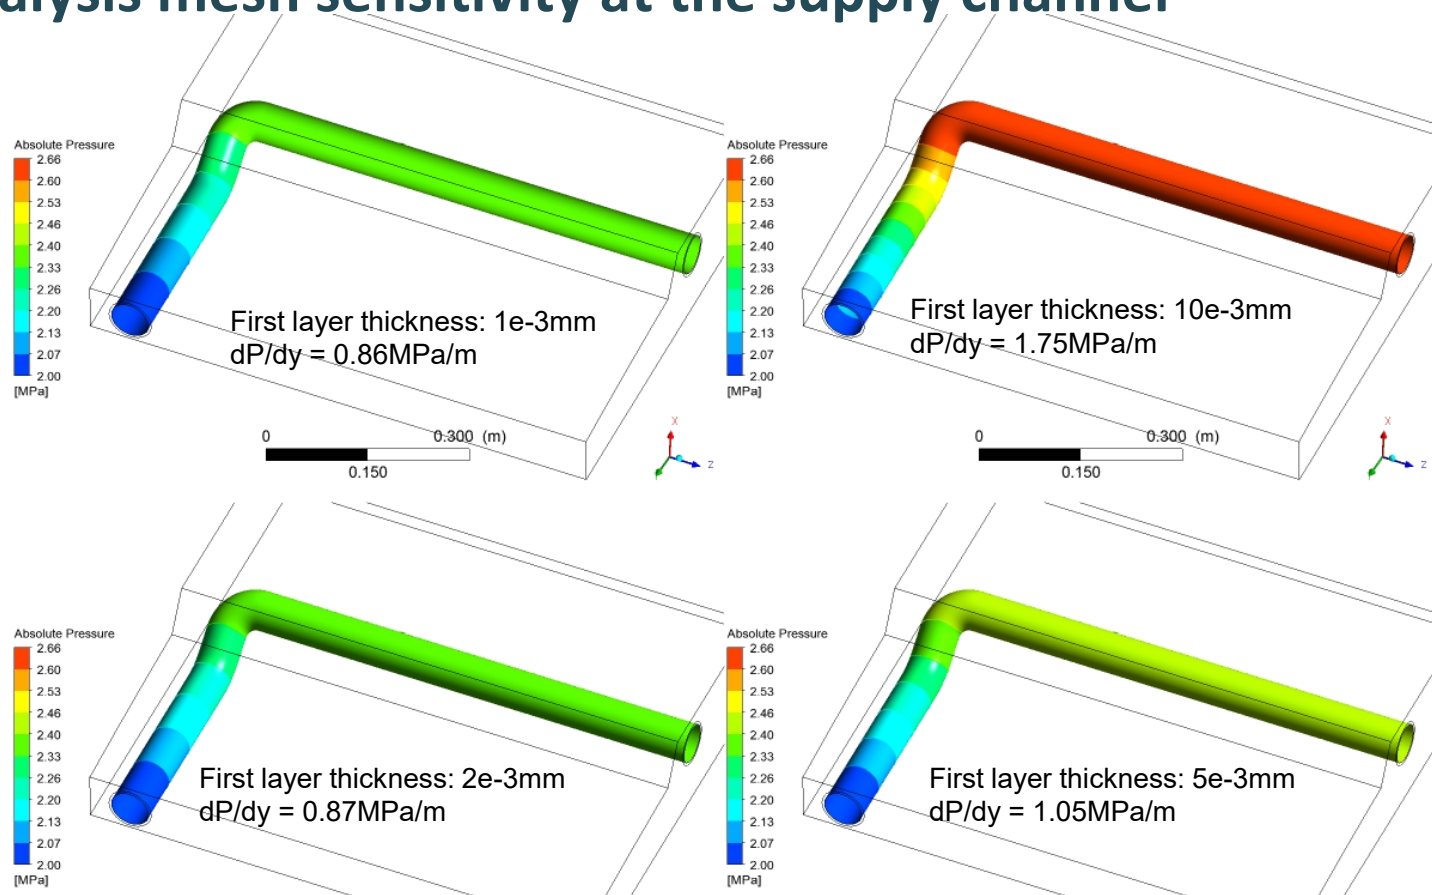 alysis mesh sensitivity at the supply channel
Absolute Pressure
2.66
2.60
2.53
2.46
2.40
2.33
2.26
2.20
2.13
2.07
2.00
[MPa]
First layer thickness: 1e-3mm
dP/dy = 0.86MPa/m
0 0.300 (m)
0.150
X
Z
Absolute Pressure
2.66
2.60
2.53
2.46
2.40
2.33
2.26
2.20
2.13
2.07
2.00
[MPa]
First layer thickness: 10e-3mm
dP/dy = 1.75MPa/m
0 0.300 (m)
0.150
X
Z
Absolute Pressure
2.66
2.60
2.53
2.46
2.40
2.33
2.26
2.20
2.13
2.07
2.00
[MPa]
First layer thickness: 2e-3mm
dP/dy = 0.87MPa/m
Absolute Pressure
2.66
2.60
2.53
2.46
2.40
2.33
2.26
2.20
2.13
2.07
2.00
[MPa]
First layer thickness: 5e-3mm
dP/dy = 1.05MPa/m